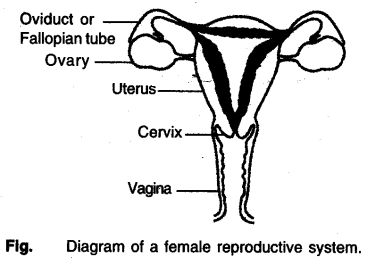 Oviduct or
Fallopian tube
Ovary
Uterus
Cervix
Vagina
Fig. Diagram of a female reproductive system.